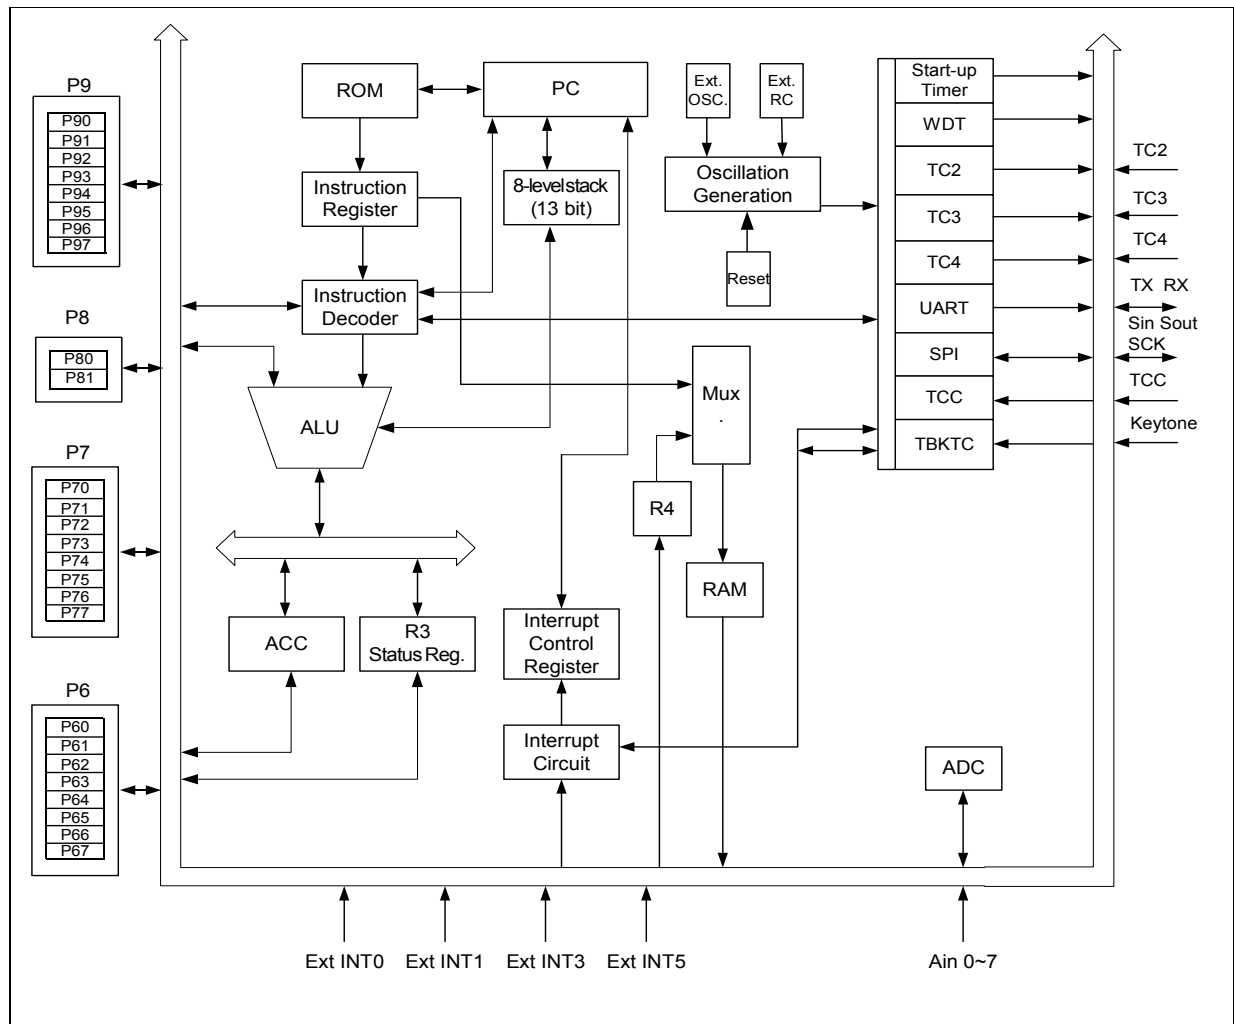 P9
P90
P91
P92
P93
P94
P95
P96
P97
P8
P80
P81
P7
P70
P71
P72
P73
P74
P75
P76
P77
P6
P60
P61
P62
P63
P64
P65
P66
P67
ROM
PC
Instruction
Register
8-level stack
(13 bit)
Instruction
Decoder
ALU
ACC
R3
Status Reg.
Interrupt
Control
Register
Interrupt
Circuit
Ext.
OSC.
Ext.
RC
Oscillation
Generation
Reset
Mux
.
R4
RAM
Start-up
Timer
WDT
TC2
TC3
TC4
UART
SPI
TCC
TBKTC
TC2
TC3
TC4
TX RX
Sin Sout
SCK
TCC
Keytone
ADC
Ext INT0
Ext INT1
Ext INT3
Ext INT5
Ain 0~7